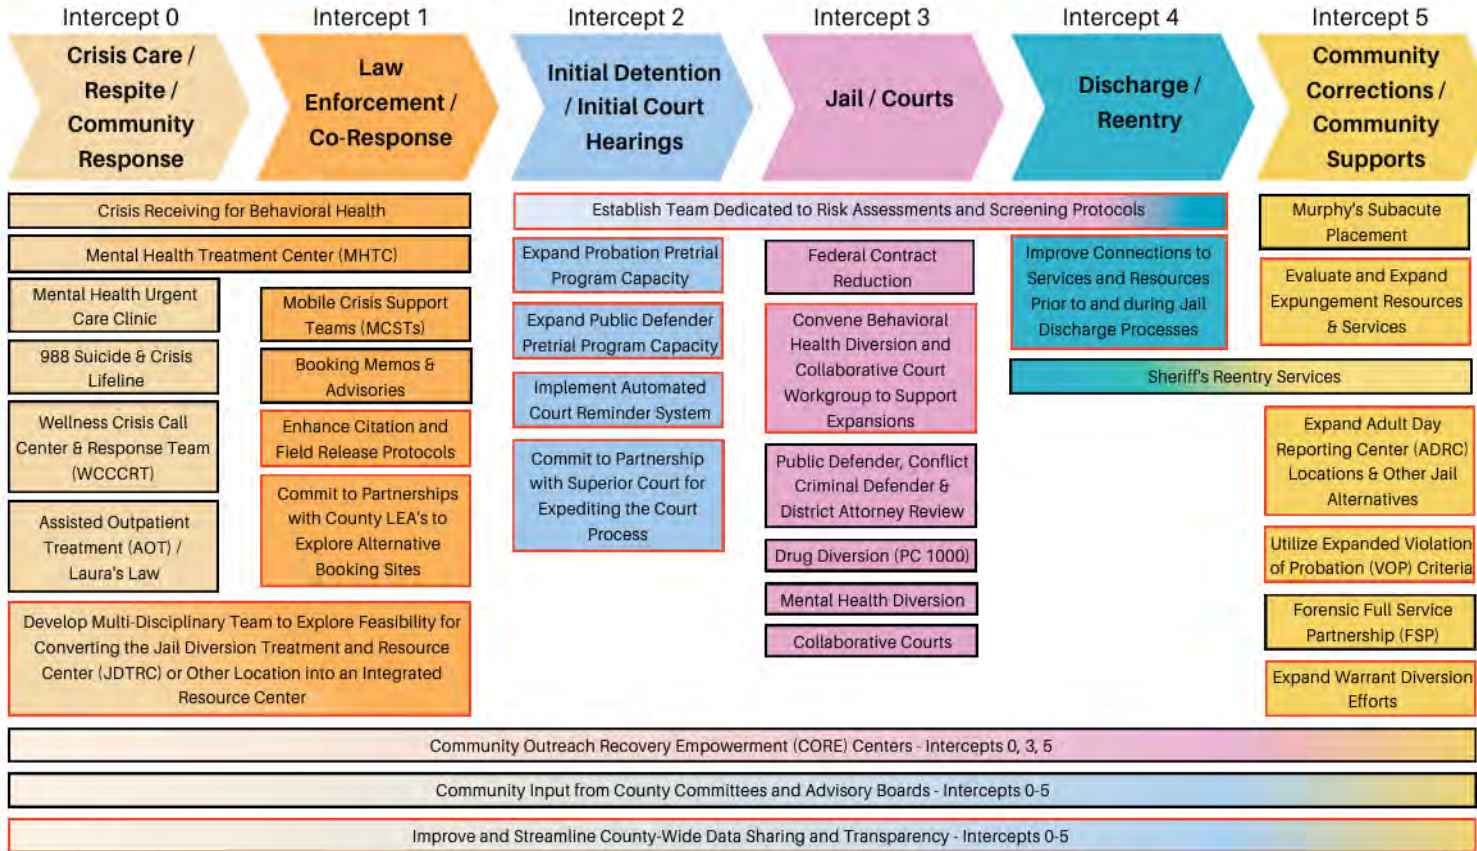 Intercept 0
Intercept 1
Intercept 2
Intercept 3
Intercept 4
Intercept 5
Crisis Care /
Respite /
Community
Response
Law
Enforcement /
Co-Response
Initial Detention
/ Initial Court
Hearings
Jail / Courts
Discharge /
Reentry
Community
Corrections /
Community
Supports
Crisis Receiving for Behavioral Health
Mental Health Treatment Center (MHTC)
Mental Health Urgent
Care Clinic
988 Suicide & Crisis
Lifeline
Wellness Crisis Call
Center & Response Team
(WCCCRT)
Assisted Outpatient
Treatment (AOT) /
Laura's Law
Mobile Crisis Support
Teams (MCSTs)
Booking Memos &
Advisories
Enhance Citation and
Field Release Protocols
Commit to Partnerships
with County LEA's to
Explore Alternative
Booking Sites
Develop Multi-Disciplinary Team to Explore Feasibility for
Converting the Jail Diversion Treatment and Resource
Center (JDTRC) or Other Location into an Integrated
Resource Center
Establish Team Dedicated to Risk Assessments and Screening Protocols
Expand Probation Pretrial
Program Capacity
Expand Public Defender
Pretrial Program Capacity
Implement Automated
Court Reminder System
Commit to Partnership
with Superior Court for
Expediting the Court
Process
Federal Contract
Reduction
Convene Behavioral
Health Diversion and
Collaborative Court
Workgroup to Support
Expansions
Public Defender, Conflict
Criminal Defender &
District Attorney Review
Drug Diversion (PC 1000)
Mental Health Diversion
Collaborative Courts
Improve Connections to
Services and Resources
Prior to and during Jail
Discharge Processes
Sheriff's Reentry Services
Murphy's Subacute
Placement
Evaluate and Expand
Expungement Resources
& Services
Expand Adult Day
Reporting Center (ADRC)
Locations & Other Jail
Alternatives
Utilize Expanded Violation
of Probation (VOP) Criteria
Forensic Full Service
Partnership (FSP)
Expand Warrant Diversion
Efforts
Community Outreach Recovery Empowerment (CORE) Centers - Intercepts 0, 3, 5
Community Input from County Committees and Advisory Boards - Intercepts 0-5
Improve and Streamline County-Wide Data Sharing and Transparency - Intercepts 0-5